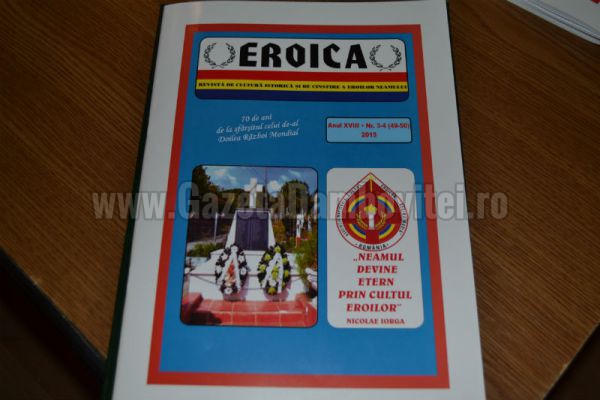 EROICA
REVISTĂ DE CULTURĂ ISTORICĂ ȘI DE CINSTIRE A EROILOR NEAMULUI
70 de ani
de la sfârșitul celui de-al
Doilea Război Mondial
Anul XVIII - Nr. 3-4 (49-50)
2015
www.GazetaDambovitei.ro
ROMÂNIA
„NEAMUL
DEVINE
ETERN
PRIN CULTUL
EROILOR"
NICOLAE IORGA